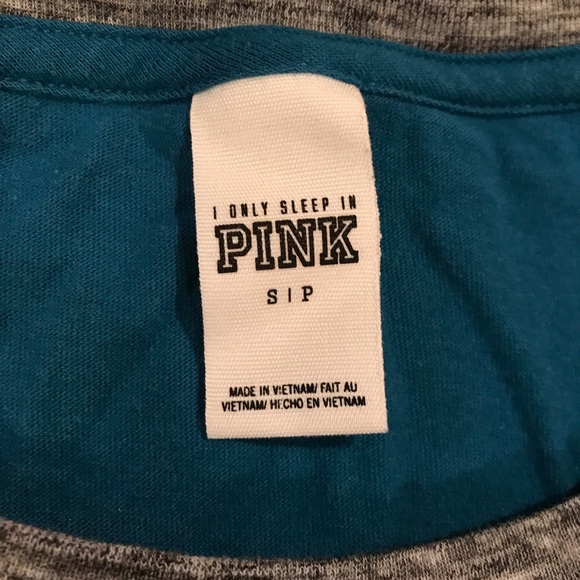 I ONLY SLEEP IN
PINK
S | P
MADE IN VIETNAM/ FAIT AU
VIETNAM/ HECHO EN VIETNAM